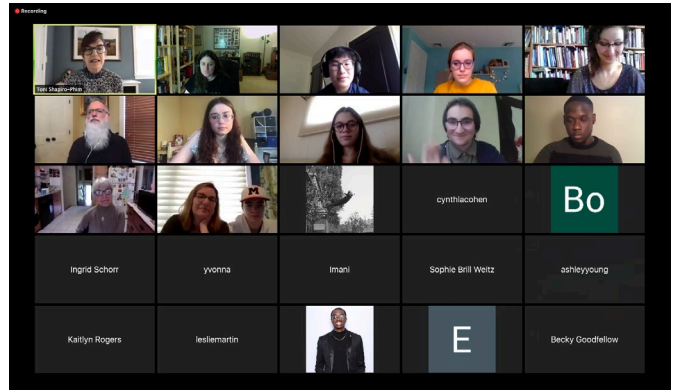 Recording
Toni Shapiro-Phim
M
cynthiacohen
Bo
Ingrid Schorr
yvonna
Imani
Sophie Brill Weitz
ashleyyoung
Kaitlyn Rogers
lesliemartin
E
Becky Goodfellow